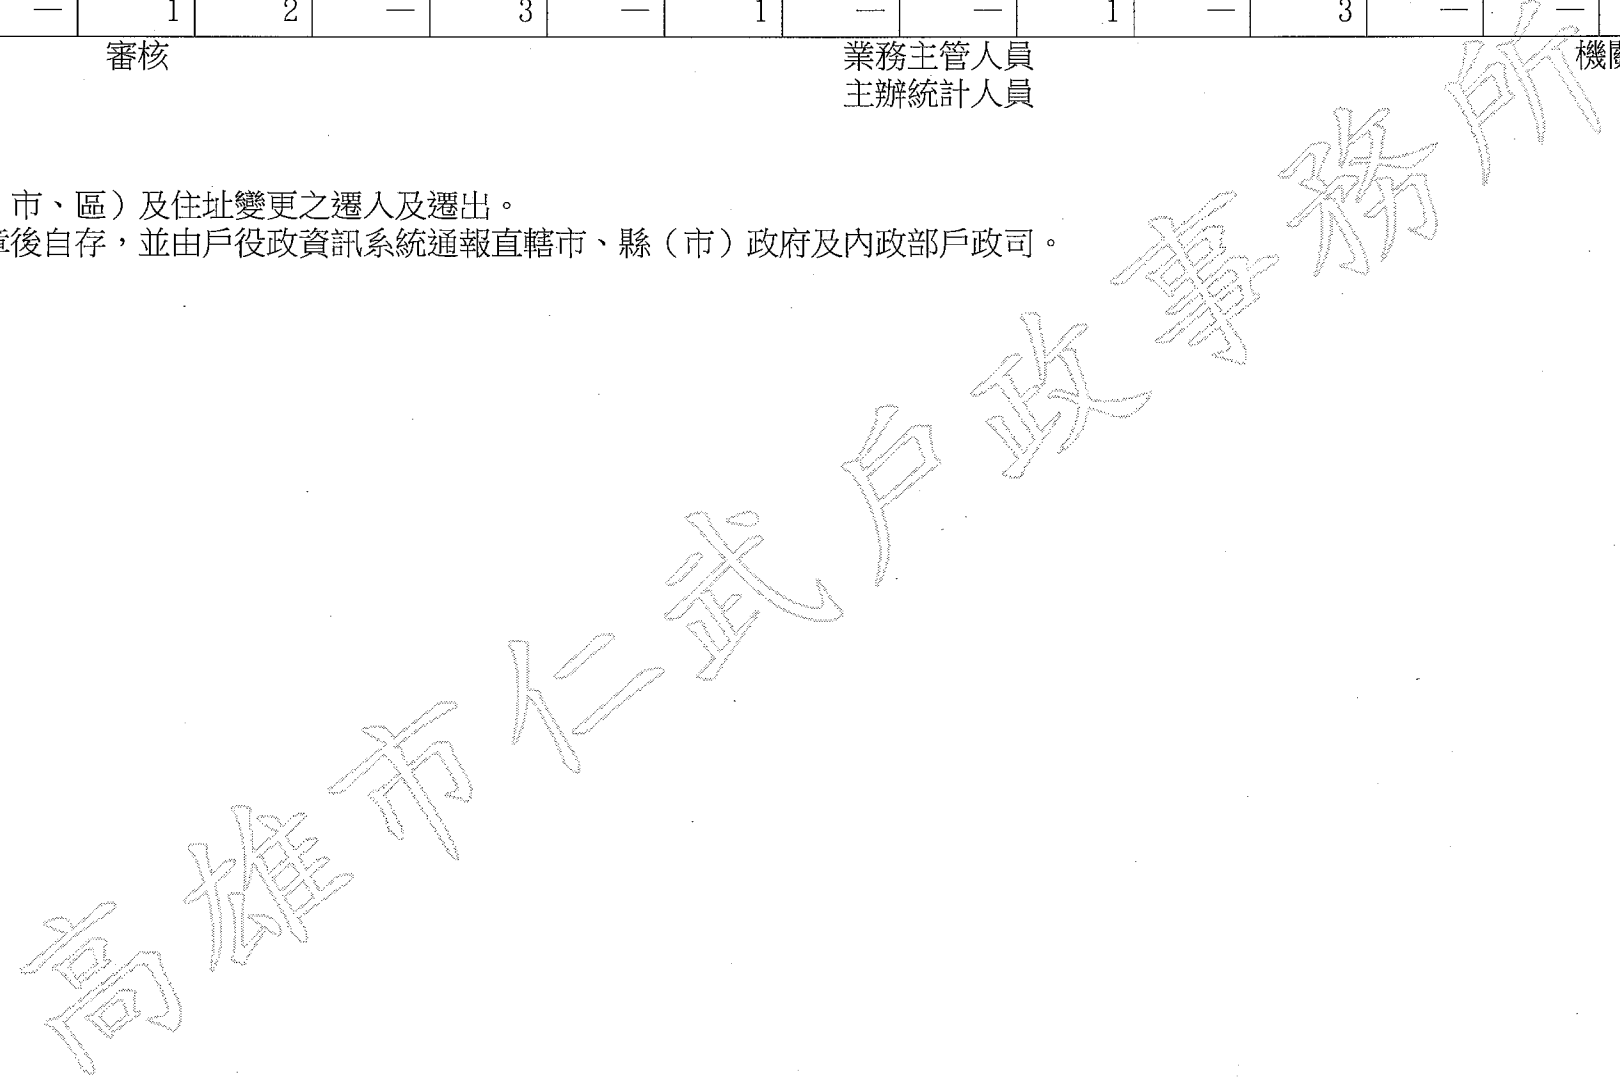 — 1 2 — 3 — 1 — — 1 — 3 — —
審核 業務主管人員
主辦統計人員
市、區）及住址變更之遷入及遷出。
後自存，並由戶役政資訊系統通報直轄市、縣（市）政府及內政部戶政司。
高雄市仁武戶政事務所